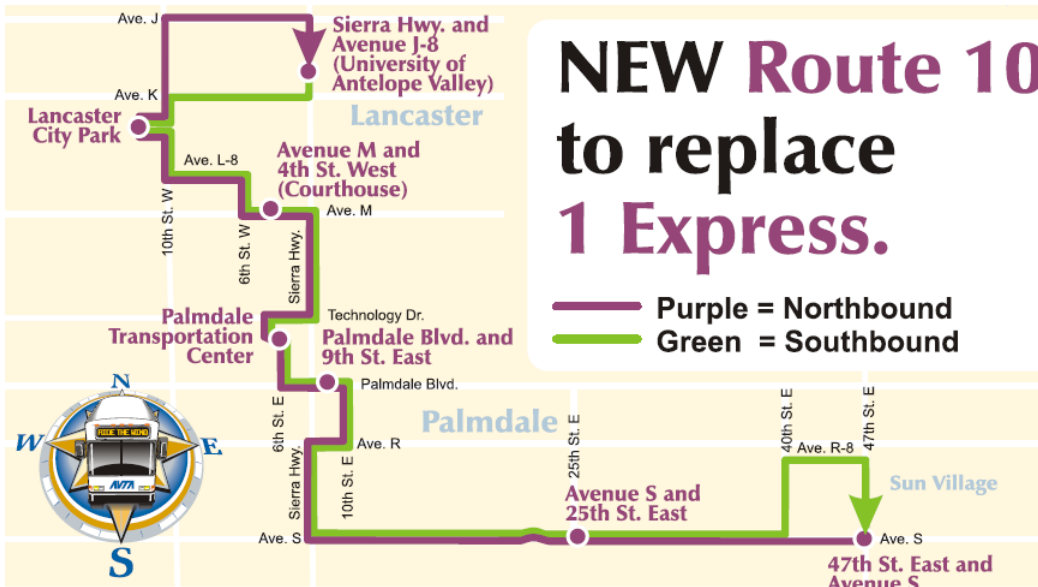 Ave. J
Sierra Hwy. and
Avenue J-8
(University of
Antelope Valley)
NEW Route 10
to replace
1 Express.
Ave. K
Lancaster
City Park
Lancaster
Ave. L-8
Avenue M and
4th St. West
(Courthouse)
10th St. W
6th St. W
Ave. M
Sierra Hwy.
Purple = Northbound
Green = Southbound
Palmdale
Transportation
Center
Technology Dr.
Palmdale Blvd. and
9th St. East
Palmdale Blvd.
6th St. E
Palmdale
25th St. E
40th St. E
47th St. E
Ave. R
Ave. R-8
Sierra Hwy.
10th St. E
Sun Village
Avenue S and
25th St. East
Ave. S
Ave. S
47th St. East and
Avenue S
N
W
E
S
RIDE THE WIND
AVTA